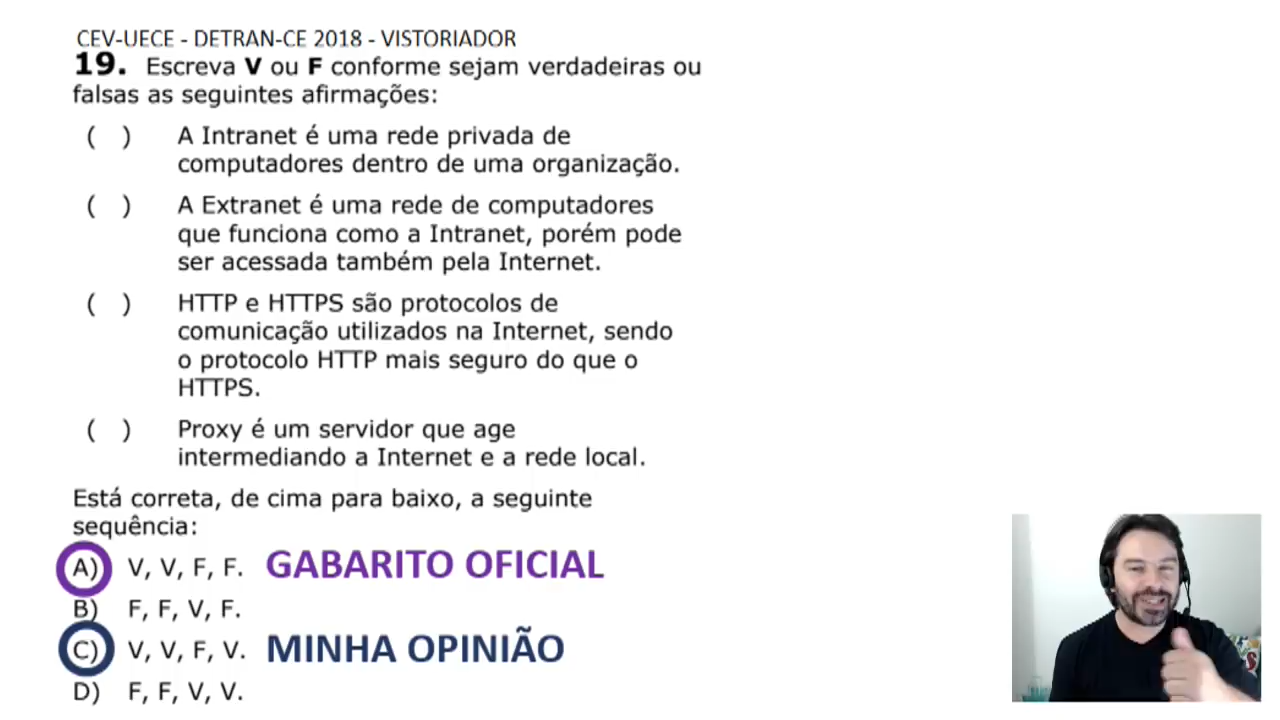 CEV-UECE - DETRAN-CE 2018 - VISTORIADOR
19. Escreva V ou F conforme sejam verdadeiras ou
falsas as seguintes afirmações:
( ) A Intranet é uma rede privada de
computadores dentro de uma organização.
( ) A Extranet é uma rede de computadores
que funciona como a Intranet, porém pode
ser acessada também pela Internet.
( ) HTTP e HTTPS são protocolos de
comunicação utilizados na Internet, sendo
o protocolo HTTP mais seguro do que o
HTTPS.
( ) Proxy é um servidor que age
intermediando a Internet e a rede local.
Está correta, de cima para baixo, a seguinte
sequência:
A) V, V, F, F. GABARITO OFICIAL
B) F, F, V, F.
C) V, V, F, V. MINHA OPINIÃO
D) F, F, V, V.